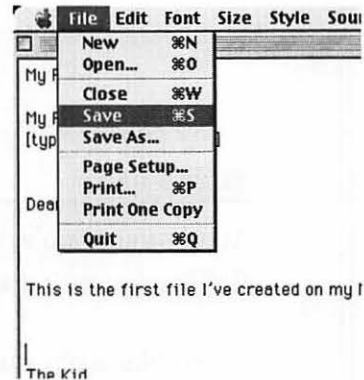 File Edit Font Size Style Sou
New ⌘N
Open... ⌘O
Close ⌘W
Save ⌘S
Save As...
Page Setup...
Print... ⌘P
Print One Copy
Quit ⌘Q
My
My
[typ
Dea
This is the first file I've created on my
The Kid